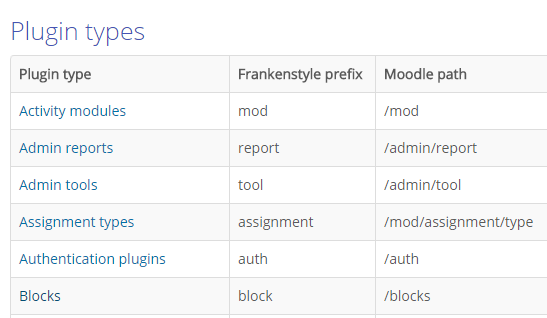 Plugin types
Plugin type Frankenstyle prefix Moodle path
Activity modules mod /mod
Admin reports report /admin/report
Admin tools tool /admin/tool
Assignment types assignment /mod/assignment/type
Authentication plugins auth /auth
Blocks block /blocks